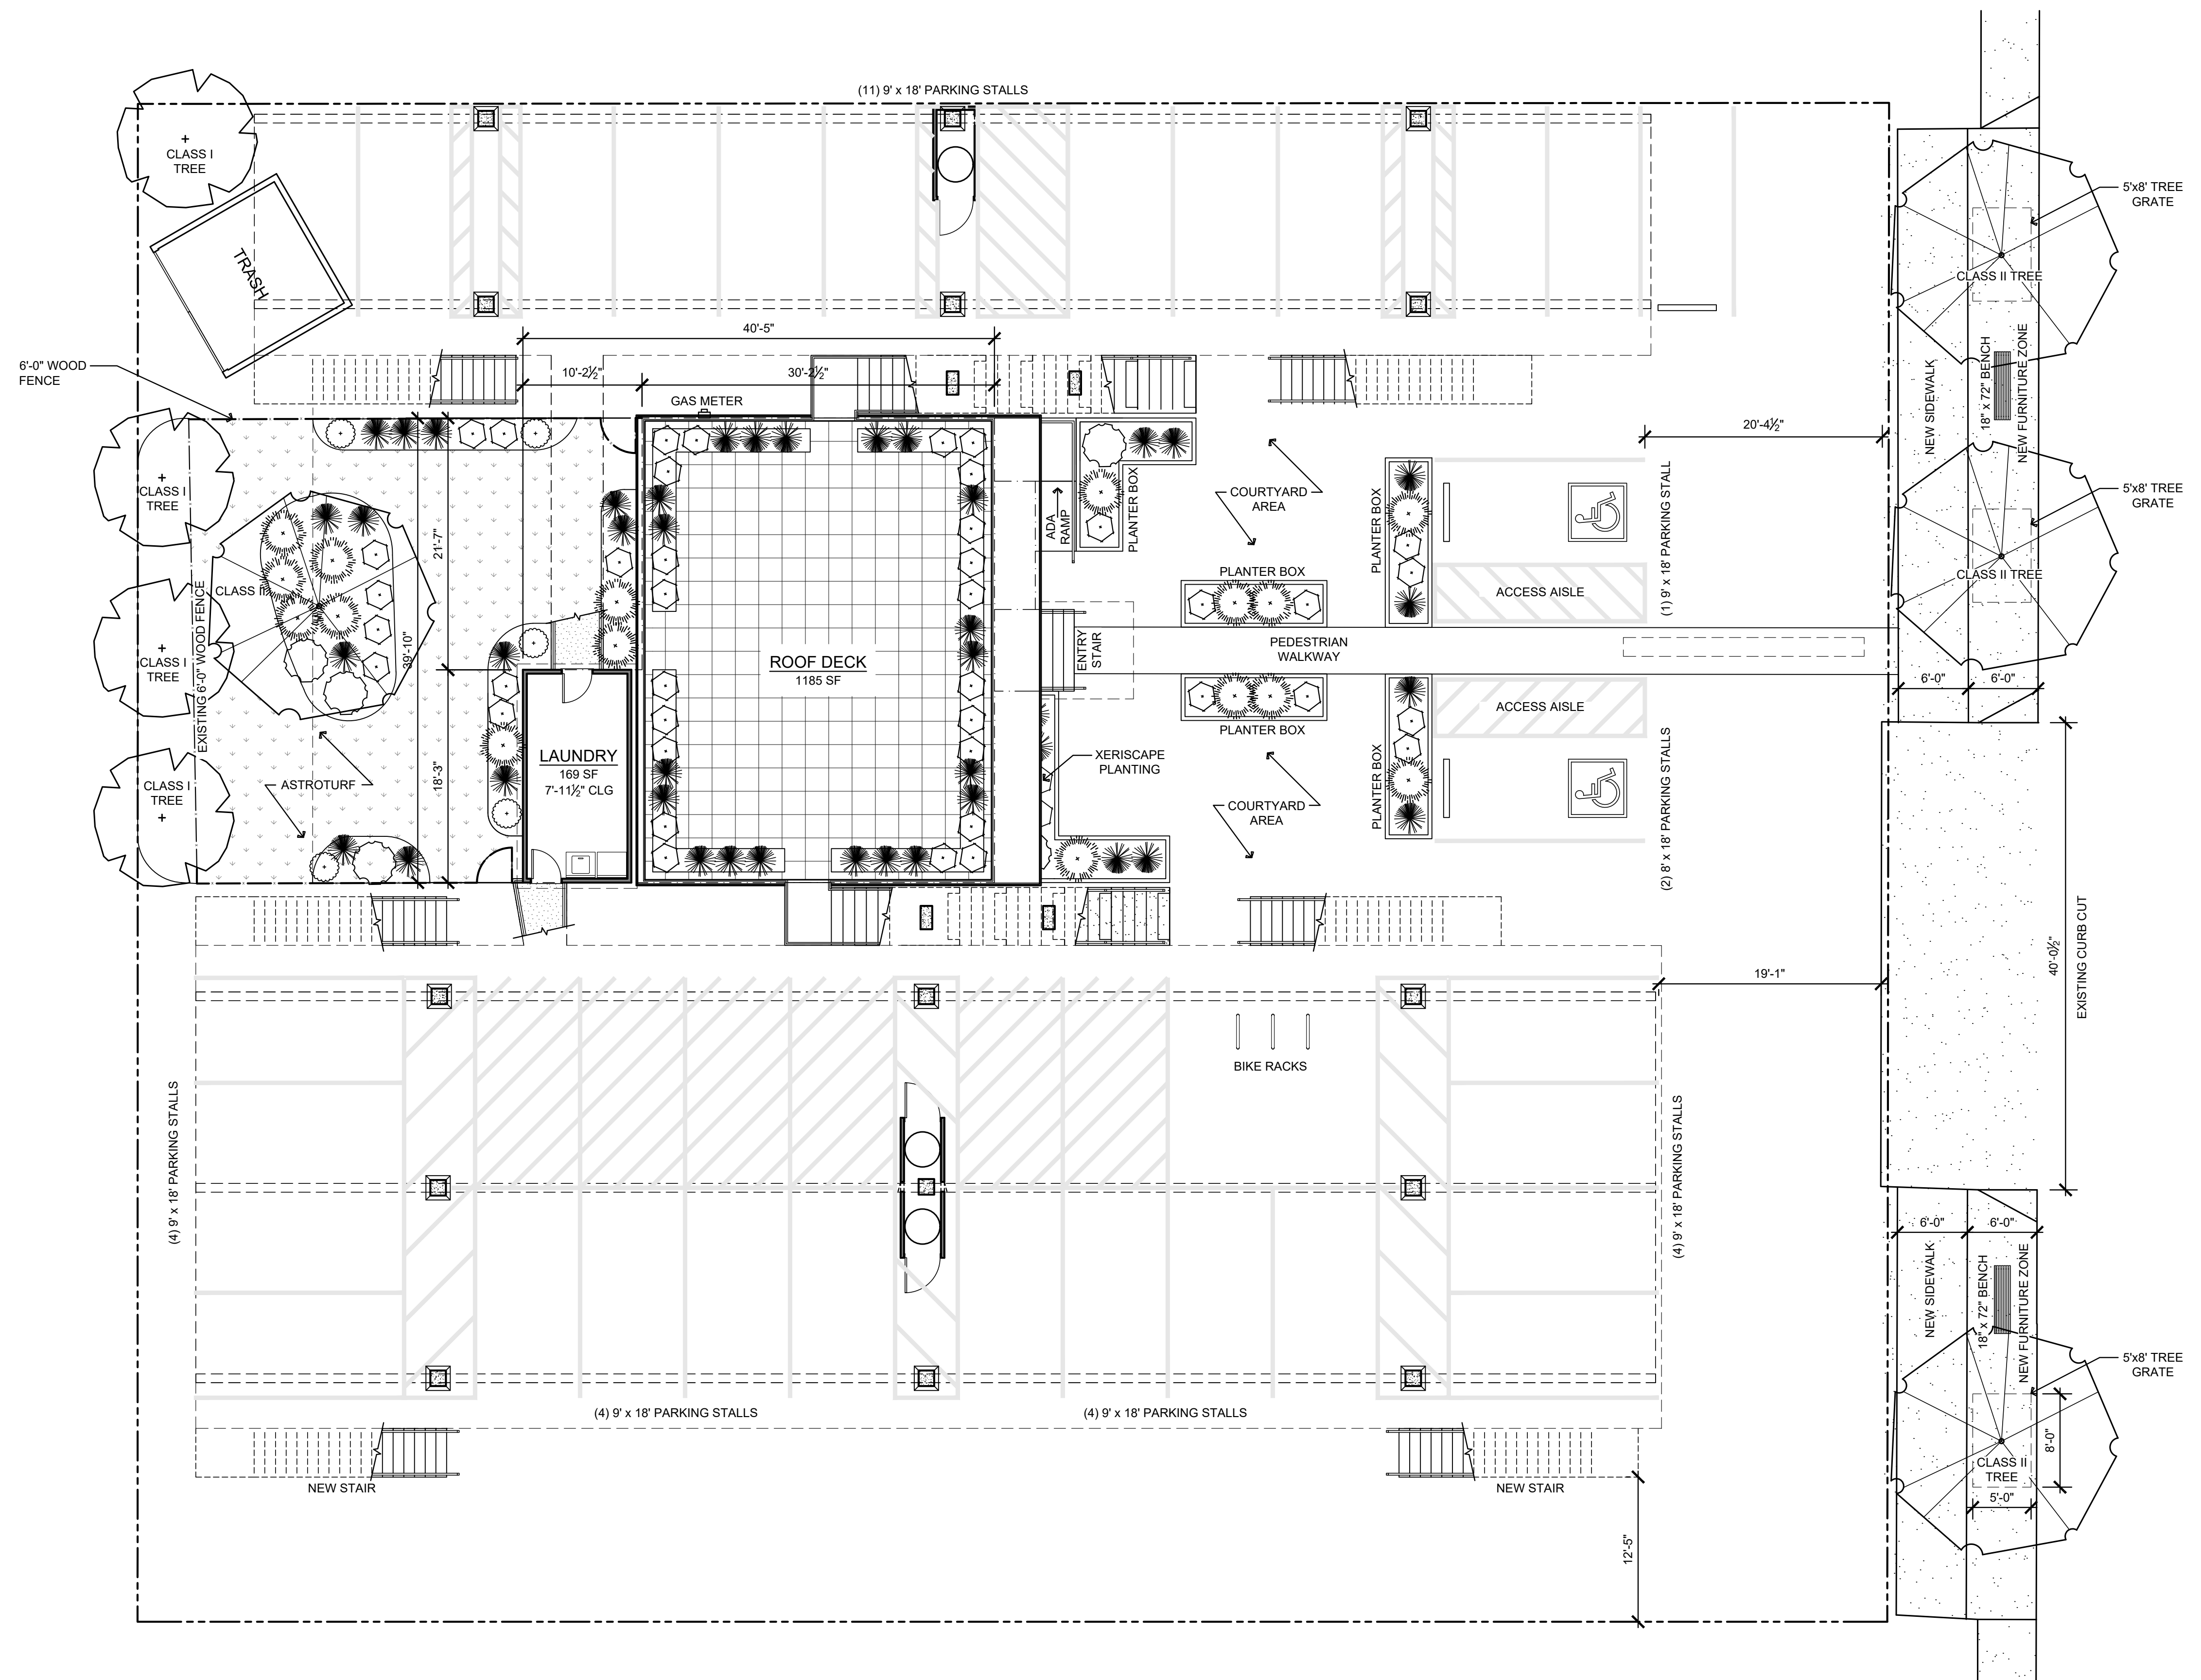 (11) 9' x 18' PARKING STALLS
CLASS I
TREE
TRASH
5'x8' TREE
GRATE
CLASS II TREE
40'-5"
6'-0" WOOD
FENCE
10'-2½"
30'-2½"
GAS METER
18" x 72" BENCH
NEW SIDEWALK
NEW FURNITURE ZONE
20'-4½"
CLASS I
TREE
COURTYARD
AREA
ADA
RAMP
PLANTER BOX
PLANTER BOX
(1) 9' x 18' PARKING STALL
5'x8' TREE
GRATE
21'-7"
CLASS II
EXISTING 6'-0" WOOD FENCE
39'-10"
PLANTER BOX
ACCESS AISLE
CLASS II TREE
CLASS I
TREE
ROOF DECK
1185 SF
ENTRY
STAIR
PEDESTRIAN
WALKWAY
6'-0"
6'-0"
ACCESS AISLE
PLANTER BOX
LAUNDRY
169 SF
7'-11½" CLG
XERISCAPE
PLANTING
CLASS I
TREE
ASTROTURF
18'-3"
COURTYARD
AREA
PLANTER BOX
(2) 8' x 18' PARKING STALLS
40'-0½"
EXISTING CURB CUT
19'-1"
BIKE RACKS
(4) 9' x 18' PARKING STALLS
(4) 9' x 18' PARKING STALLS
6'-0"
6'-0"
NEW SIDEWALK
18" x 72" BENCH
NEW FURNITURE ZONE
5'x8' TREE
GRATE
(4) 9' x 18' PARKING STALLS
(4) 9' x 18' PARKING STALLS
8'-0"
CLASS II
TREE
5'-0"
NEW STAIR
NEW STAIR
12'-5"